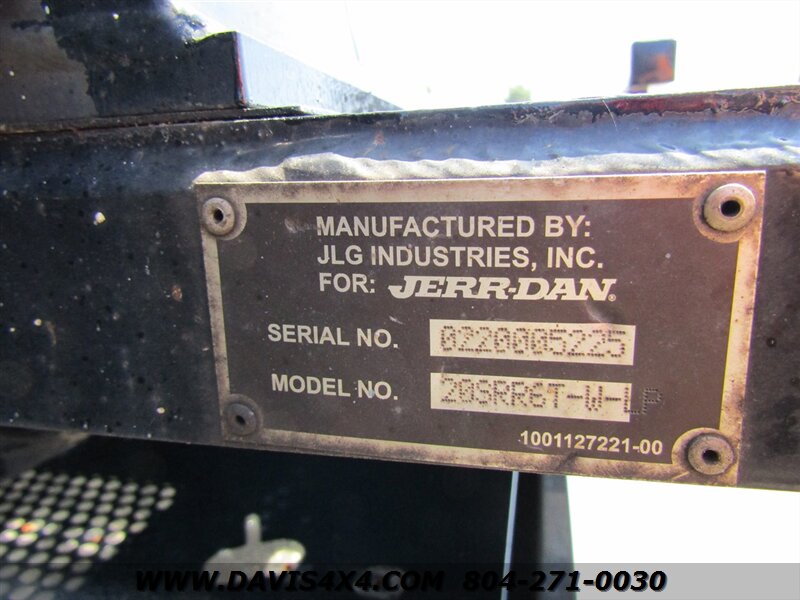 MANUFACTURED BY:
JLG INDUSTRIES, INC.
FOR: JERR-DAN®
SERIAL NO. 0220005225
MODEL NO. 20SRR6T-W-LP
1001127221-00
WWW.DAVIS4X4.COM 804-271-0030